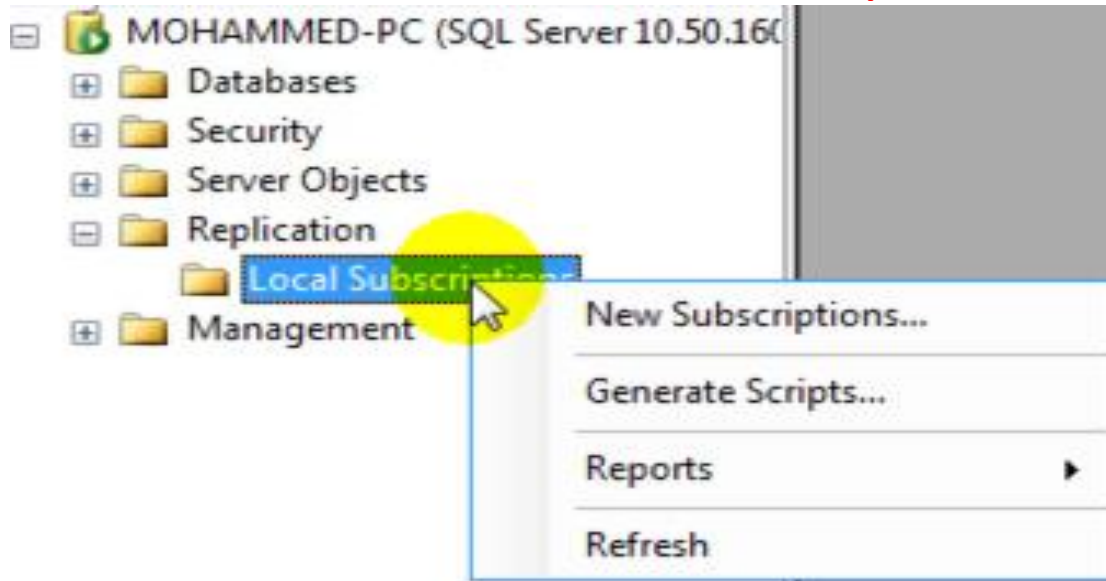 MOHAMMED-PC (SQL Server 10.50.160
Databases
Security
Server Objects
Replication
Local Subscriptions
Management
New Subscriptions...
Generate Scripts...
Reports
Refresh